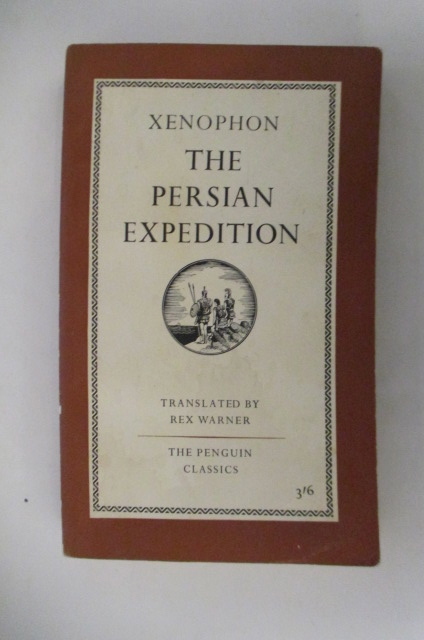 XENOPHON
THE
PERSIAN
EXPEDITION
TRANSLATED BY
REX WARNER
THE PENGUIN
CLASSICS
3'6